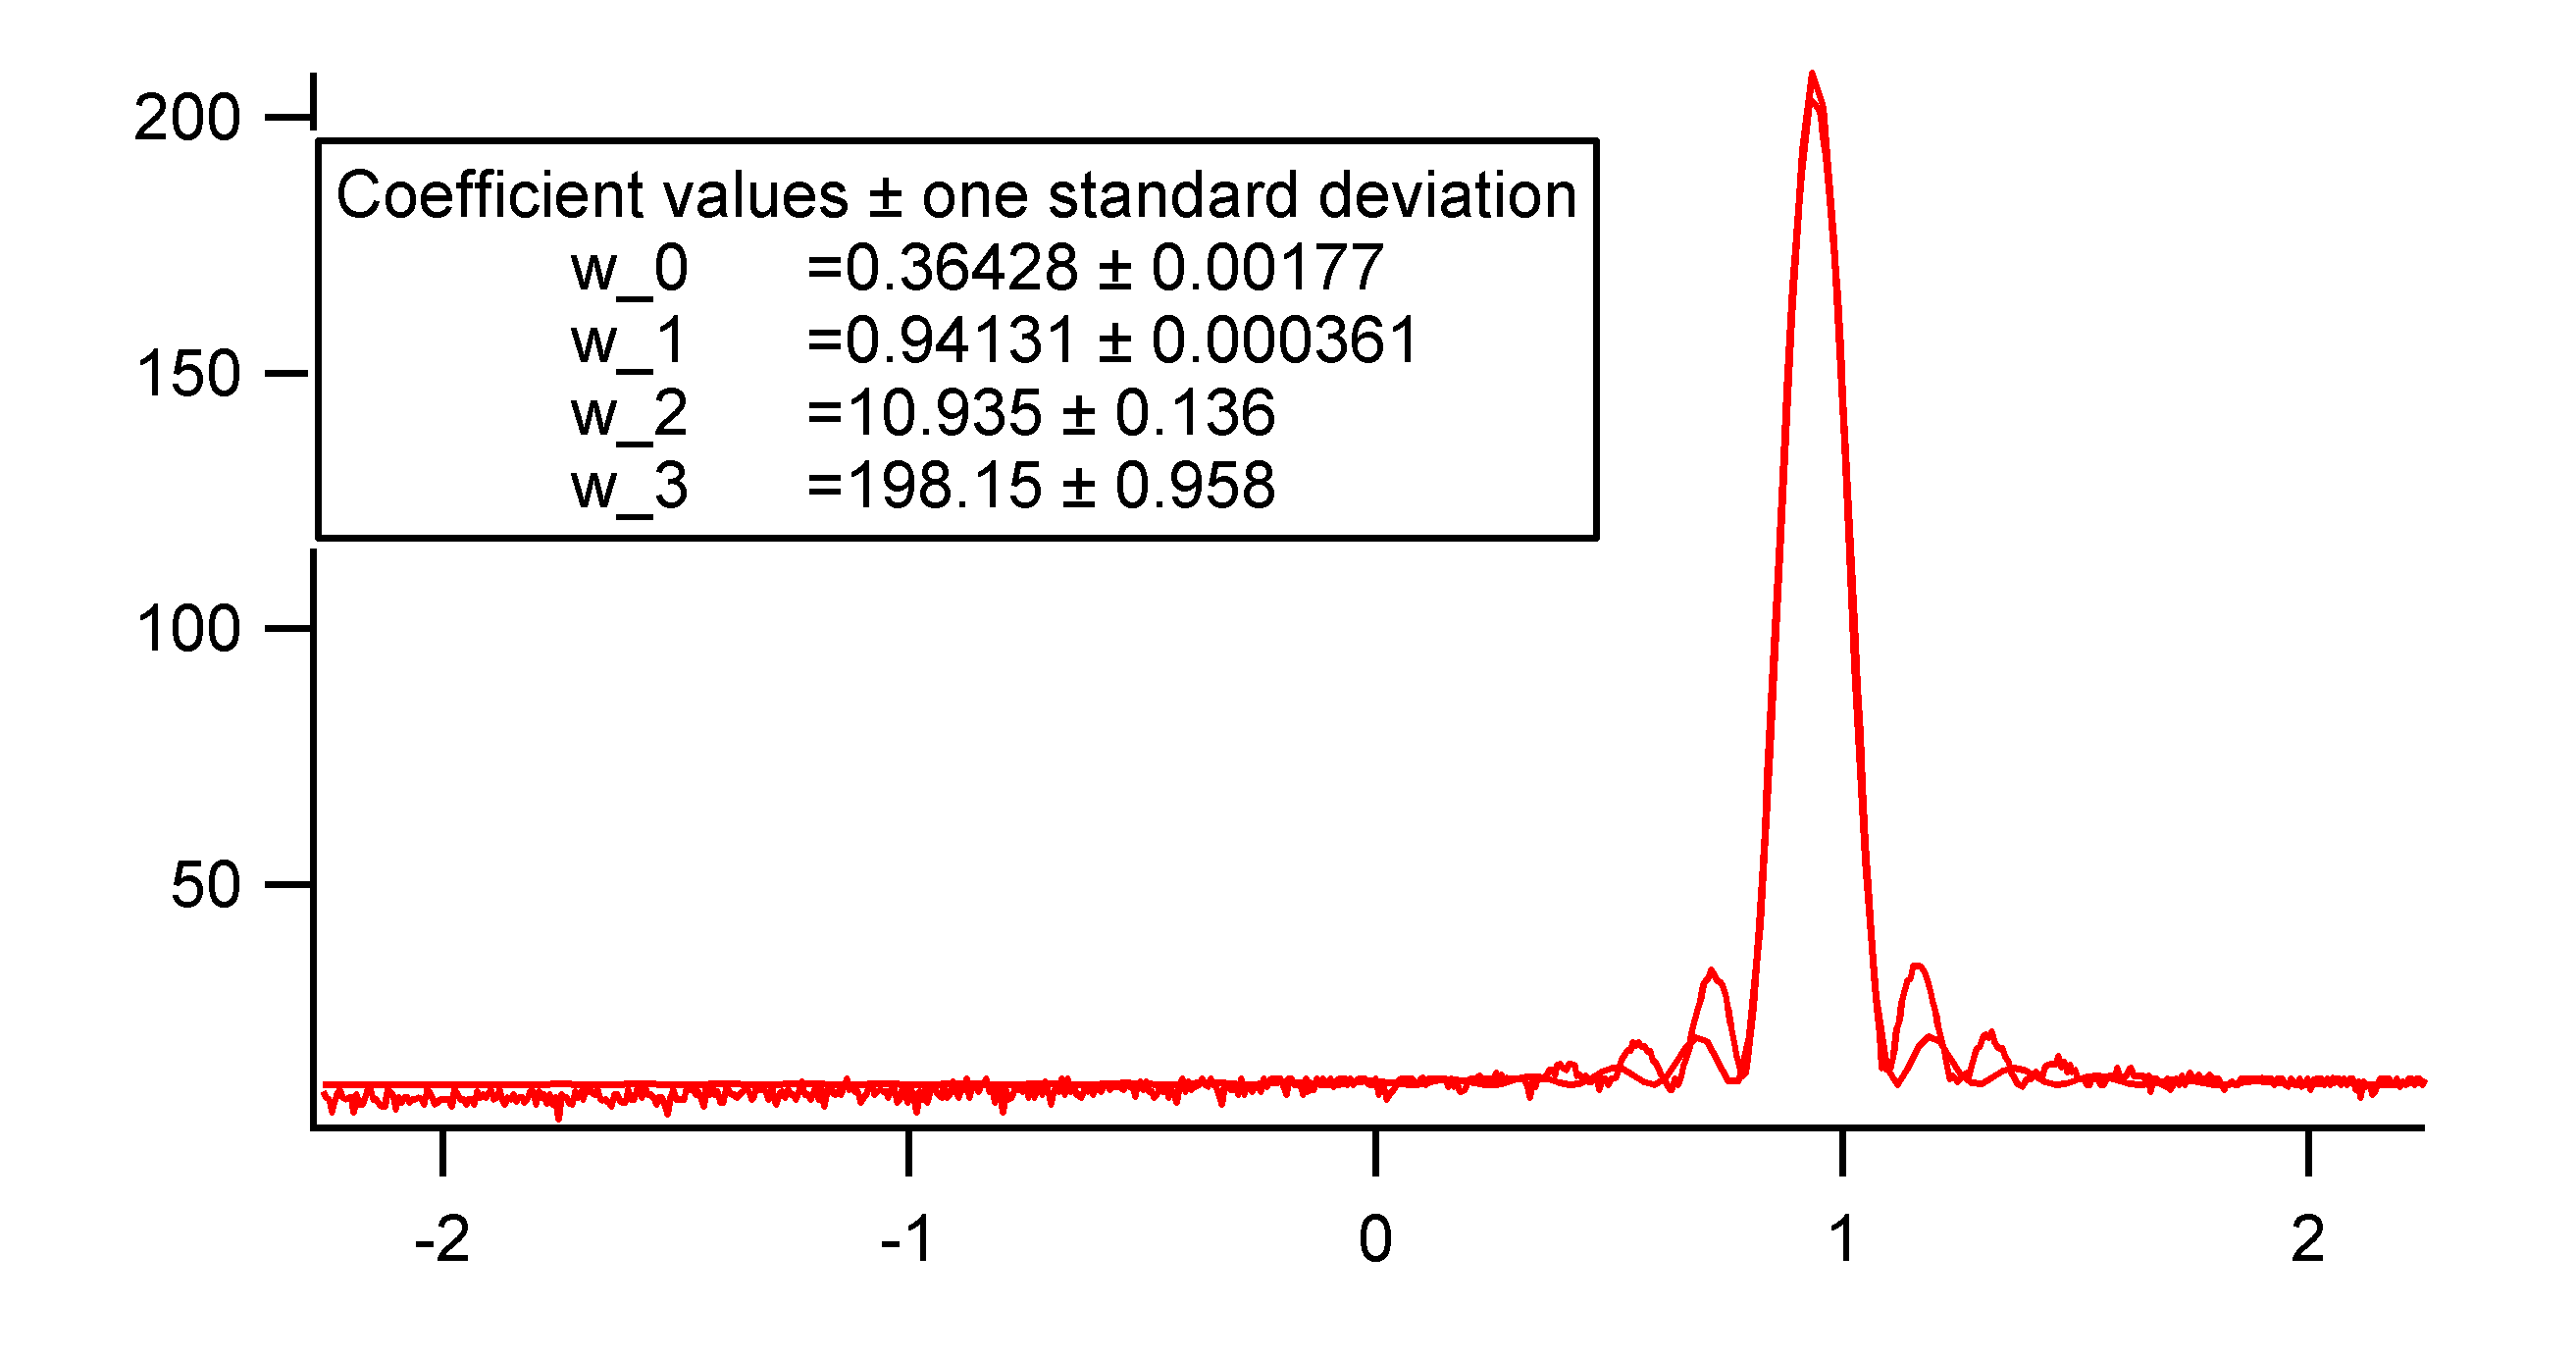 200
Coefficient values ± one standard deviation
w_0 =0.36428 ± 0.00177
w_1 =0.94131 ± 0.000361
w_2 =10.935 ± 0.136
w_3 =198.15 ± 0.958
150
100
50
-2 -1 0 1 2